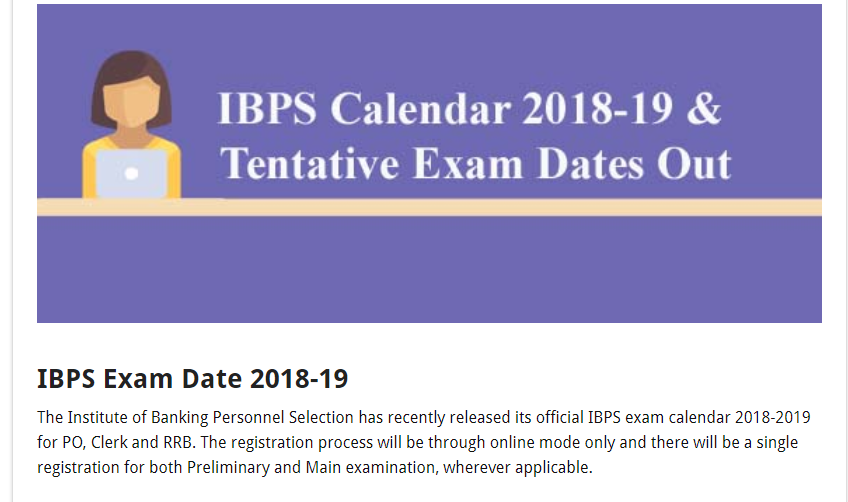 IBPS Calendar 2018-19 &
Tentative Exam Dates Out
IBPS Exam Date 2018-19
The Institute of Banking Personnel Selection has recently released its official IBPS exam calendar 2018-2019
for PO, Clerk and RRB. The registration process will be through online mode only and there will be a single
registration for both Preliminary and Main examination, wherever applicable.